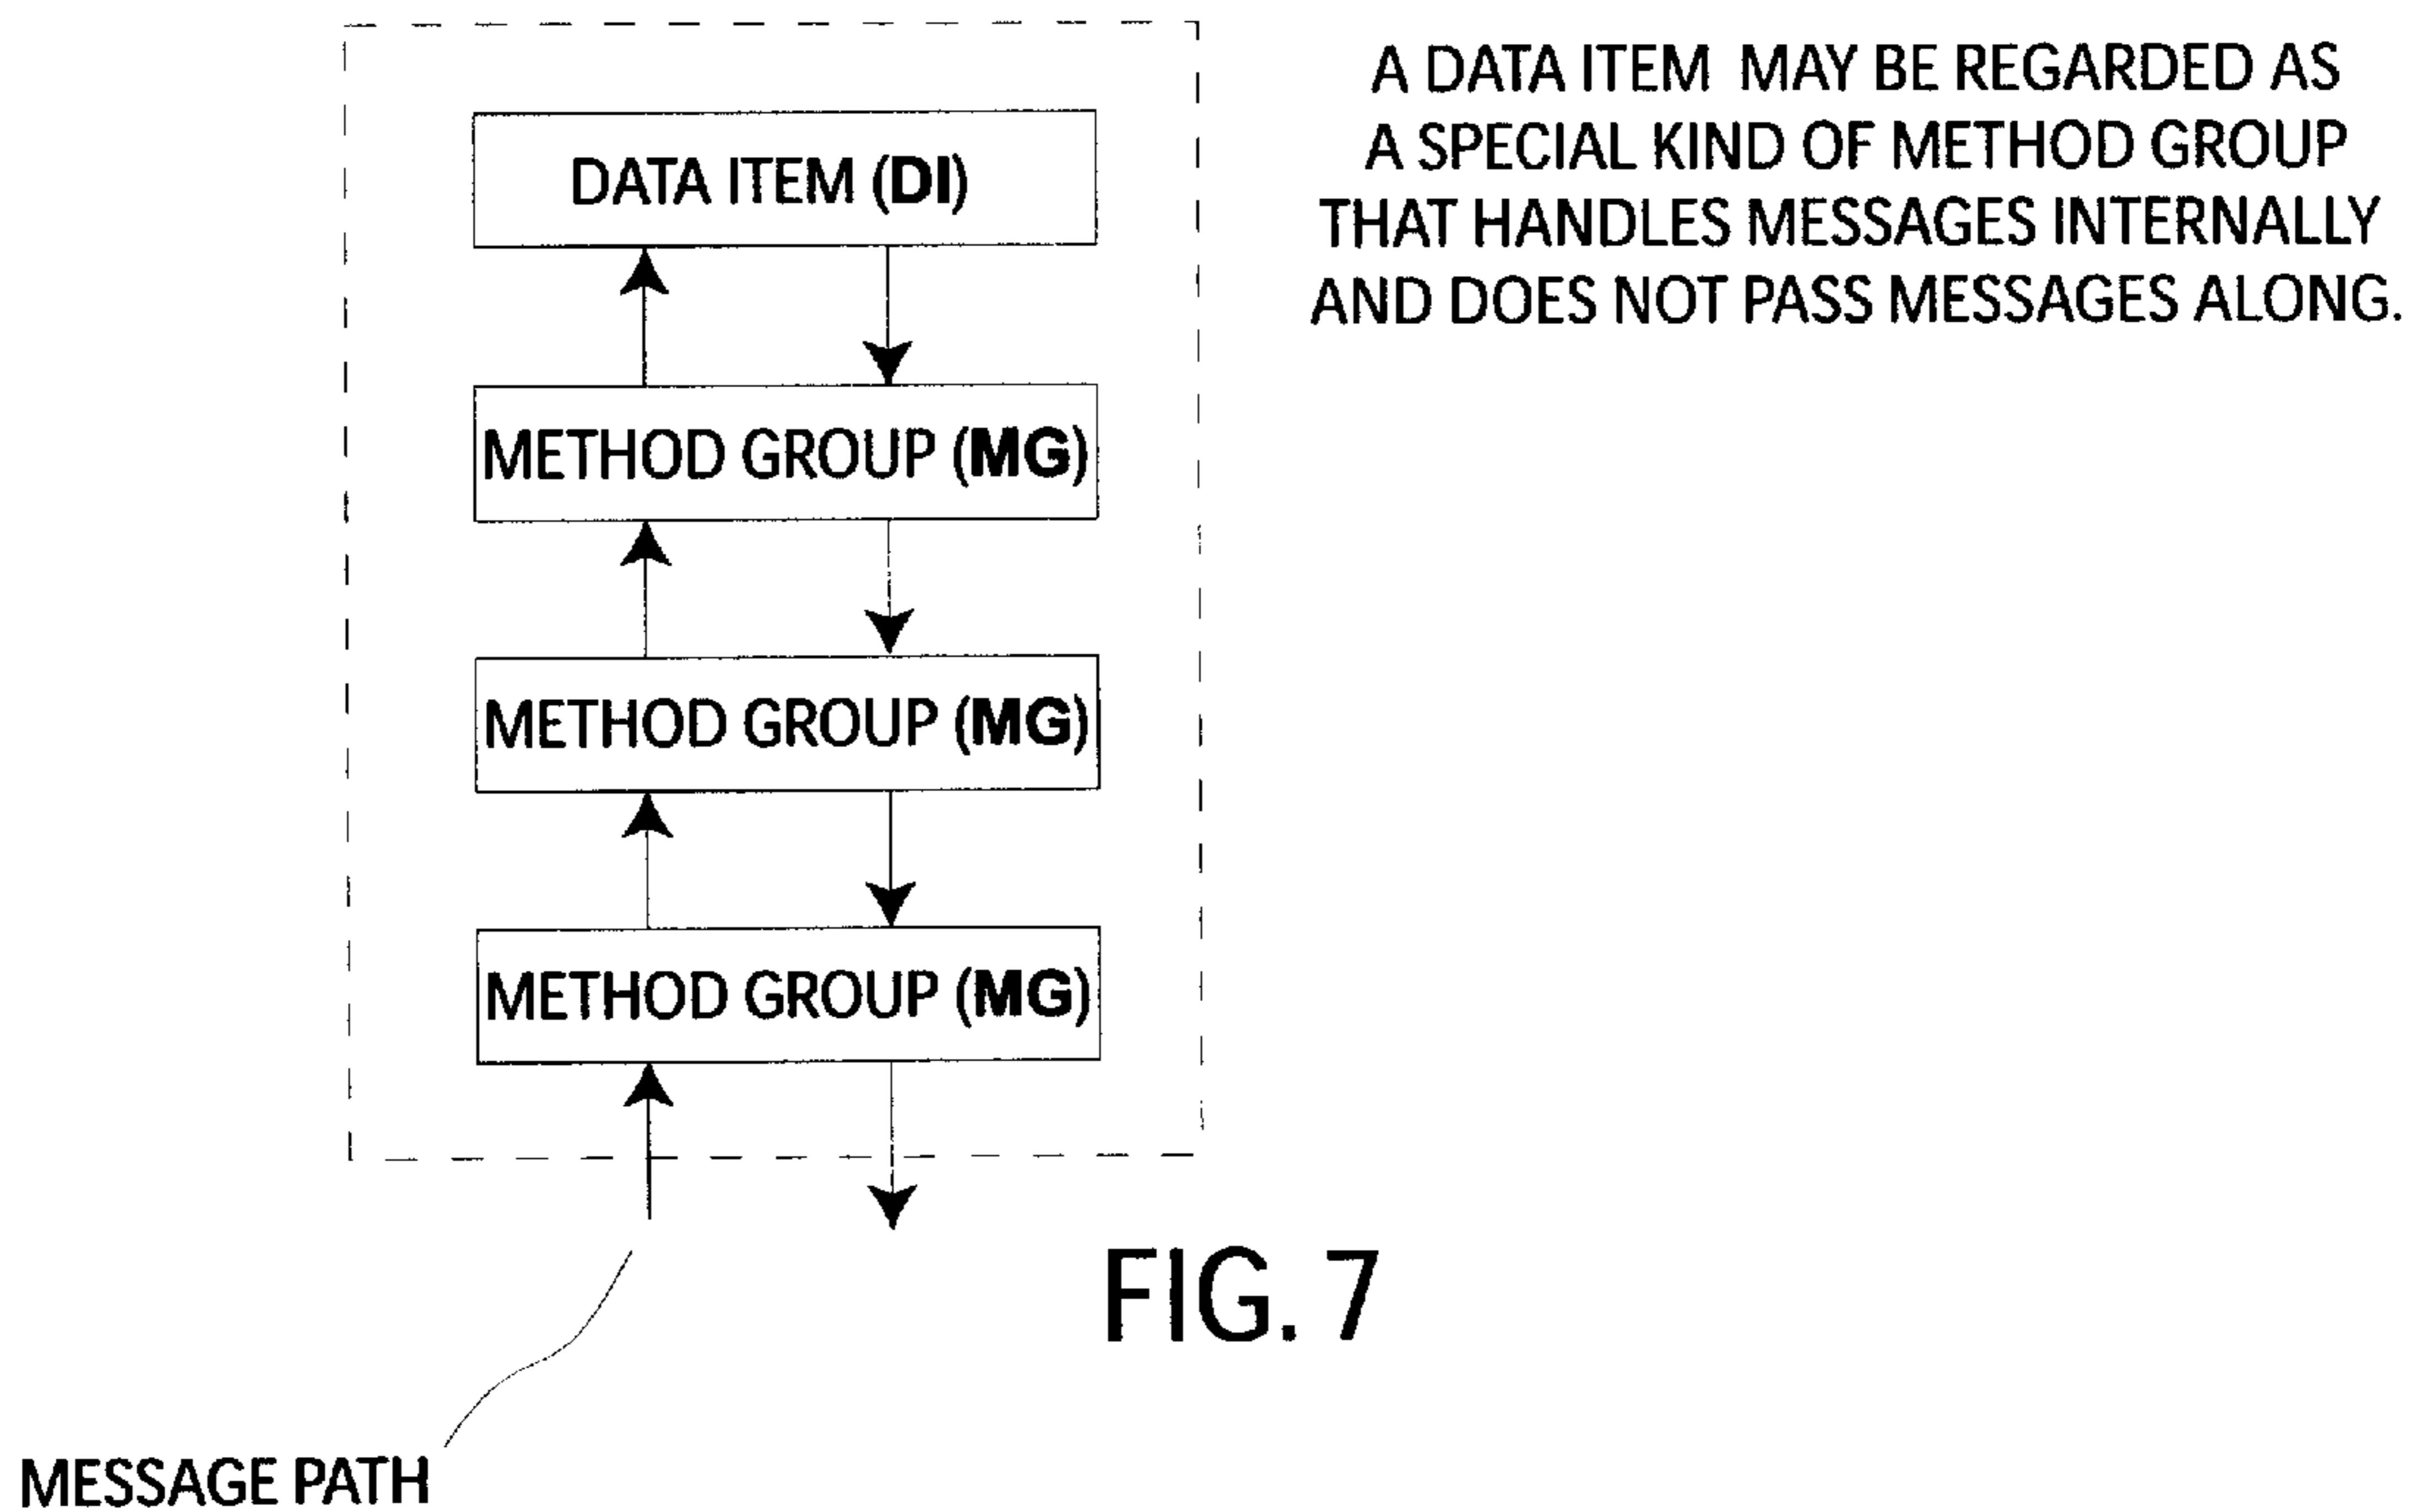 A DATA ITEM MAY BE REGARDED AS
A SPECIAL KIND OF METHOD GROUP
THAT HANDLES MESSAGES INTERNALLY
AND DOES NOT PASS MESSAGES ALONG.
DATA ITEM (DI)
METHOD GROUP (MG)
METHOD GROUP (MG)
METHOD GROUP (MG)
FIG. 7
MESSAGE PATH